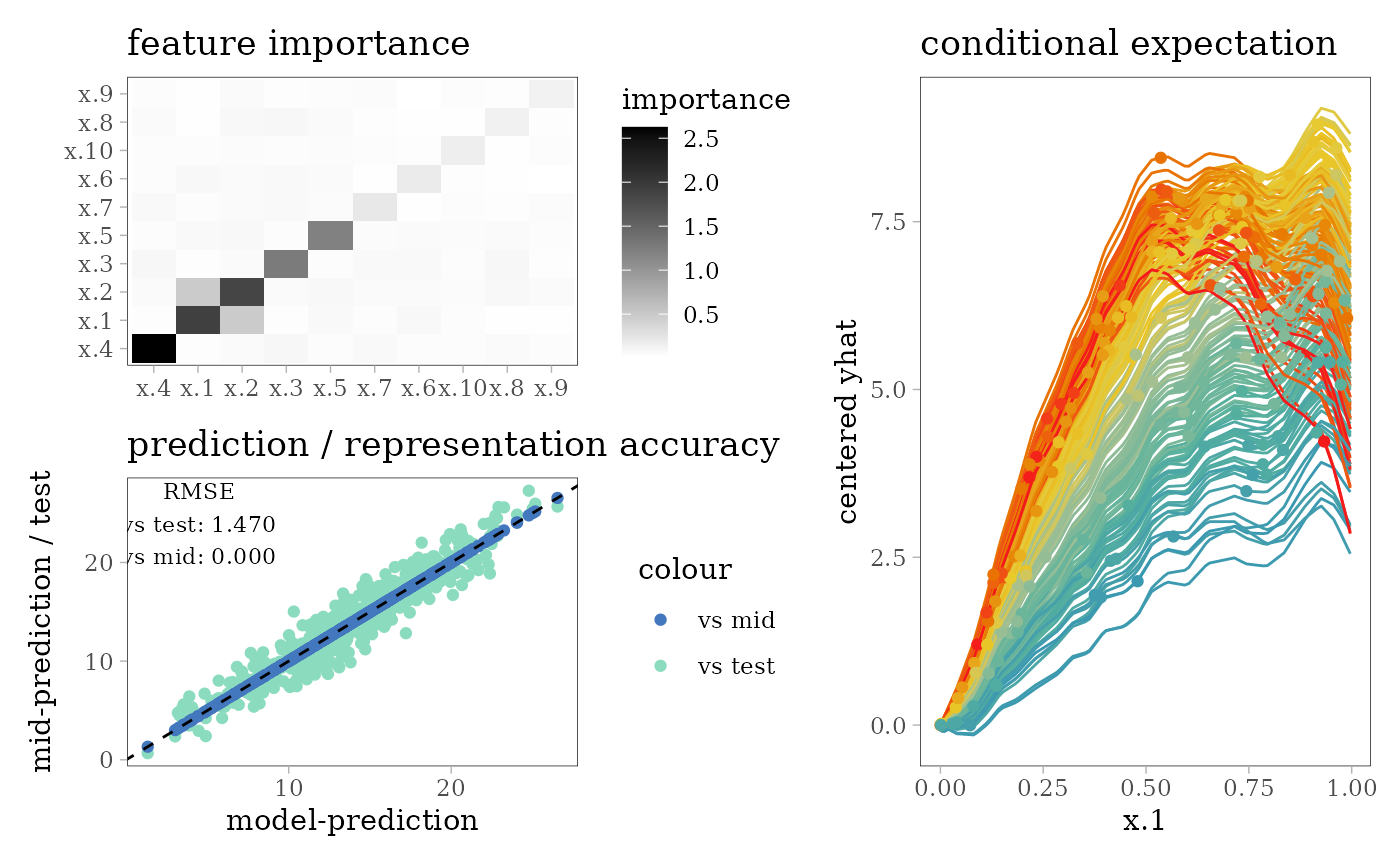 feature importance
x.9
x.8
x.10
x.6
x.7
x.5
x.3
x.2
x.1
x.4
x.4 x.1 x.2 x.3 x.5 x.7 x.6 x.10 x.8 x.9
importance
2.5
2.0
1.5
1.0
0.5
prediction / representation accuracy
mid-prediction / test
RMSE
vs test: 1.470
vs mid: 0.000
20
10
0
10 20
model-prediction
colour
vs mid
vs test
conditional expectation
centered yhat
7.5
5.0
2.5
0.0
0.00 0.25 0.50 0.75 1.00
x.1